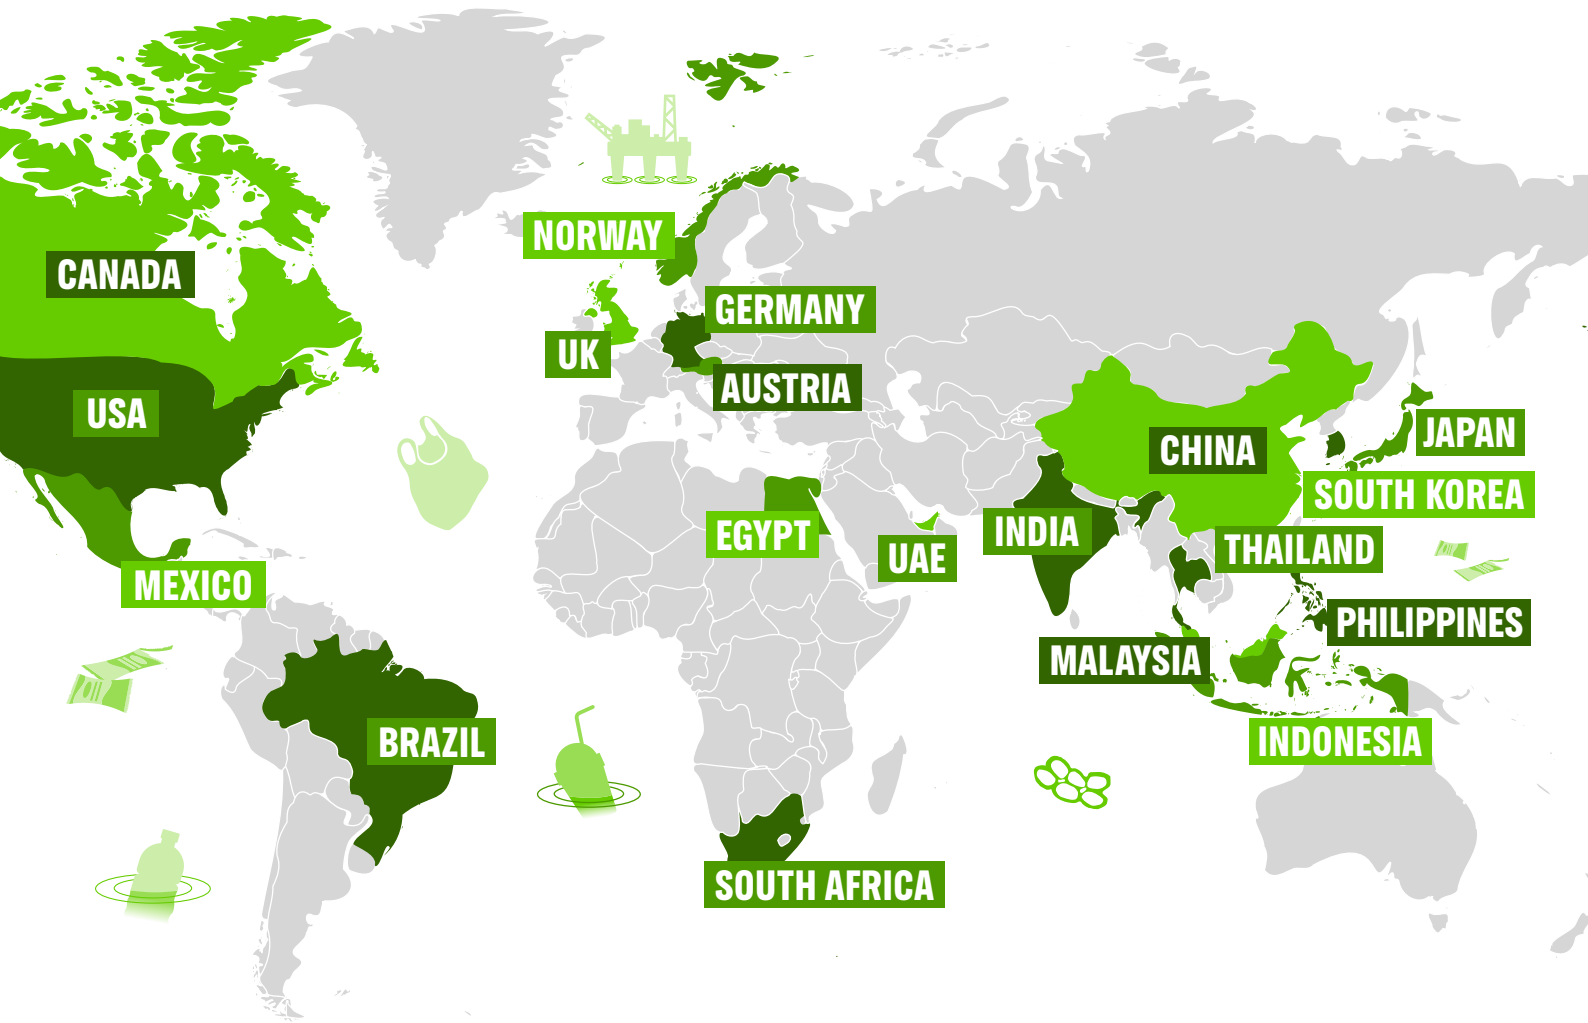 NORWAY
CANADA
GERMANY
UK
AUSTRIA
USA
JAPAN
CHINA
SOUTH KOREA
EGYPT
INDIA
THAILAND
UAE
MEXICO
PHILIPPINES
MALAYSIA
BRAZIL
INDONESIA
SOUTH AFRICA